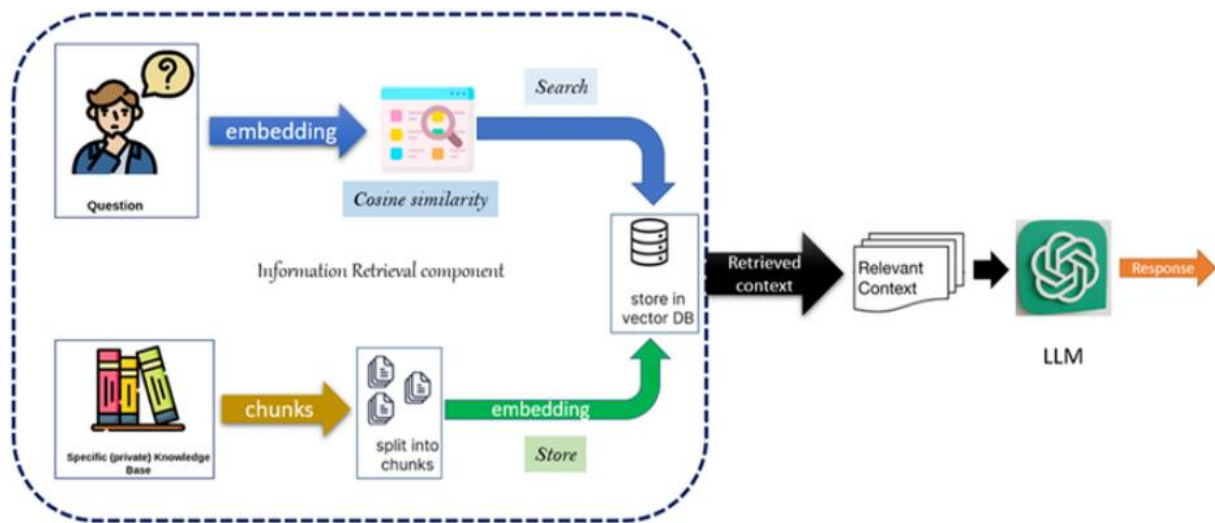 ?
Search
embedding
Cosine similarity
Question
Information Retrieval component
store in
vector DB
Retrieved
context
Relevant
Context
Response
LLM
chunks
split into
chunks
embedding
Store
Specific (private) Knowledge
Base